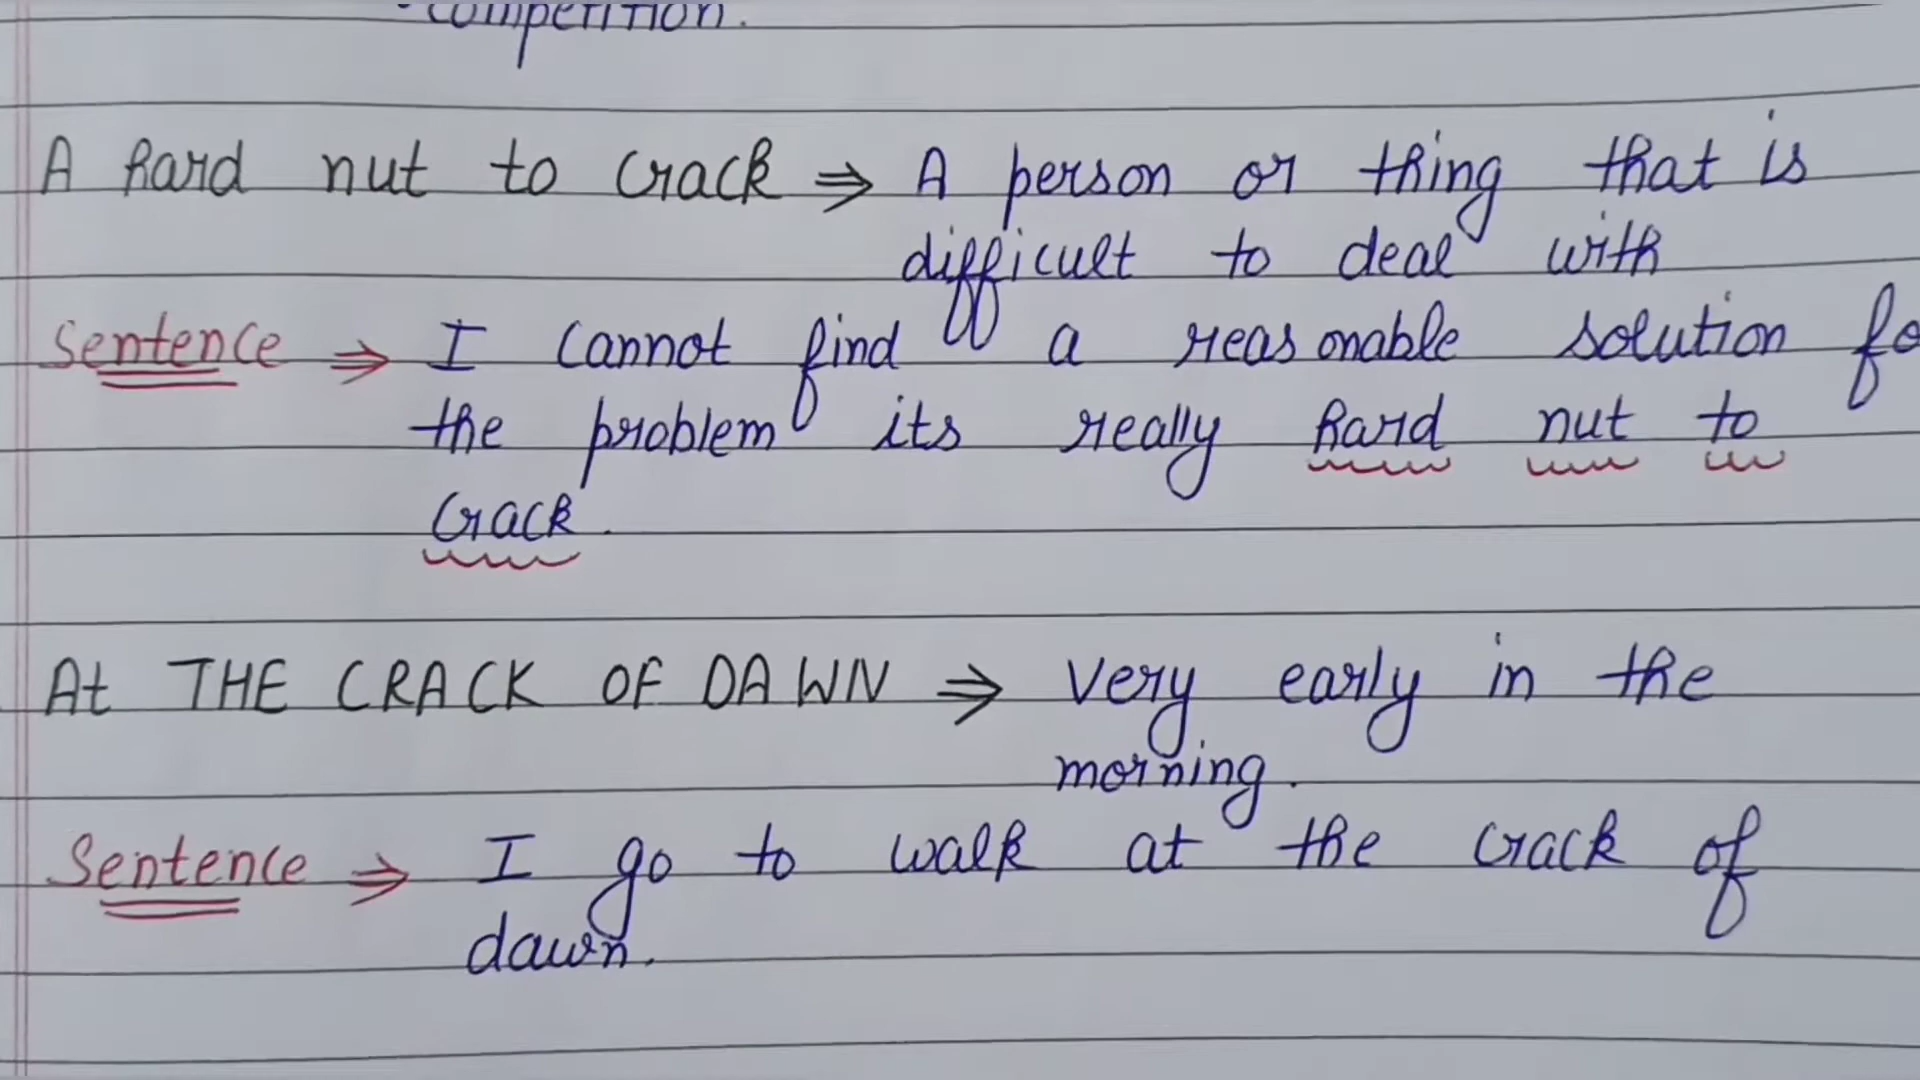 competition.
A hard nut to crack ⇒ A person or thing that is
difficult to deal with
Sentence ⇒ I cannot find a reasonable solution fo
the problem its really hard nut to
crack.
At THE CRACK OF DAWN ⇒ Very early in the
morning.
Sentence ⇒ I go to walk at the crack of
dawn.